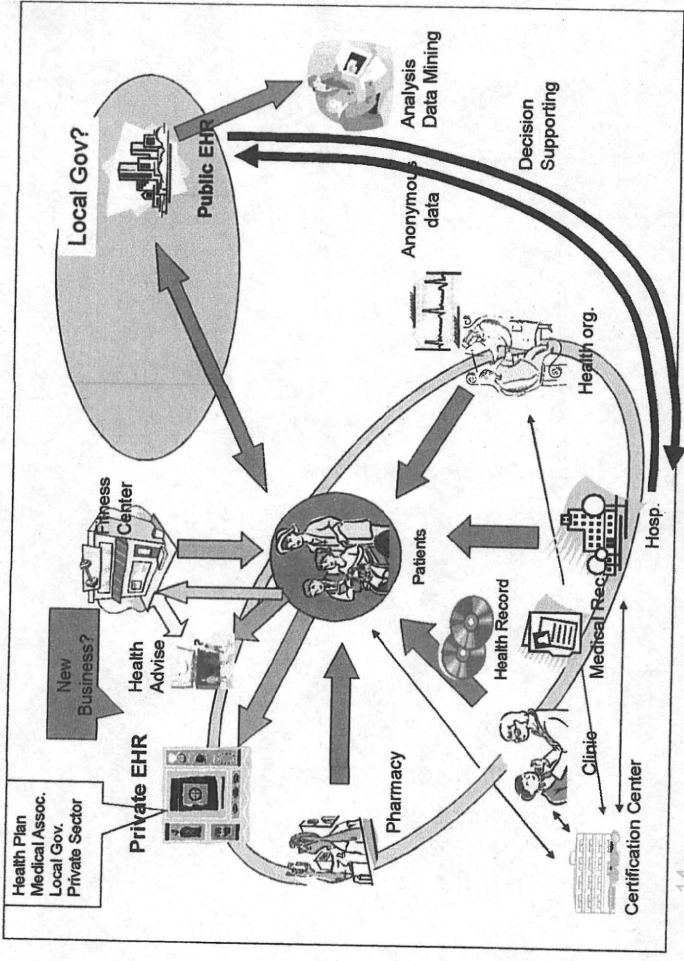 Health Plan
Medical Assoc.
Local Gov.
Private Sector
New
Business?
Fitness
Center
Local Gov?
Public EHR
Private EHR
Health
Advise
Analysis
Data Mining
Patients
Anonymous
data
Decision
Supporting
Pharmacy
Health Record
Health org.
Clinic
Medical Rec.
Hosp.
Certification Center
14